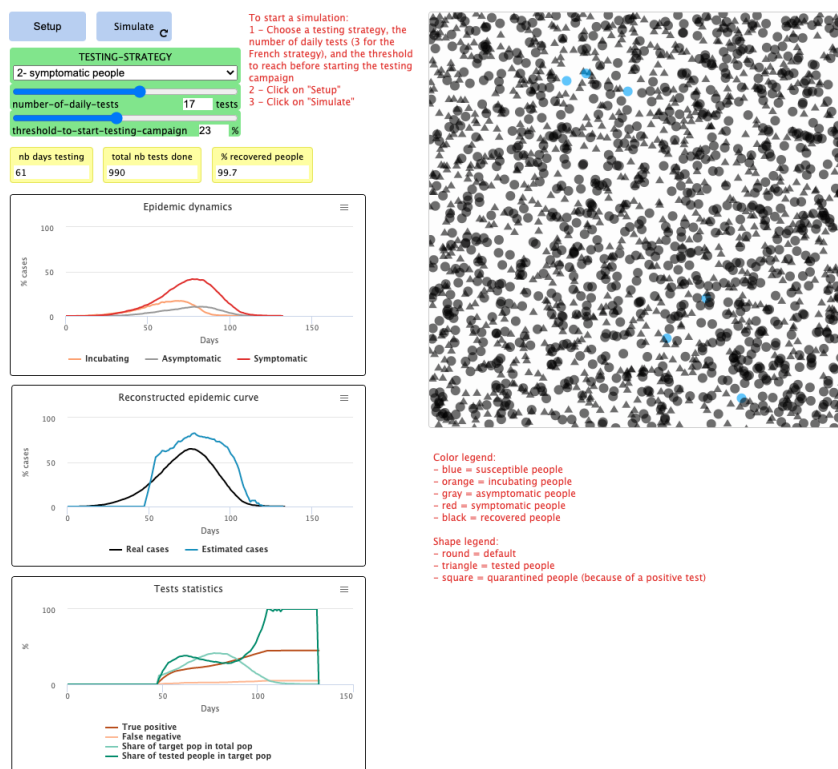 Setup
Simulate
To start a simulation:
1 - Choose a testing strategy, the
number of daily tests (3 for the
French strategy), and the threshold
to reach before starting the testing
campaign
2 - Click on "Setup"
3 - Click on "Simulate"
TESTING-STRATEGY
2- symptomatic people
number-of-daily-tests 17 tests
threshold-to-start-testing-campaign 23 %
nb days testing
61
total nb tests done
990
% recovered people
99.7
Epidemic dynamics
% cases
100
50
0
0 50 100 150
Days
Incubating Asymptomatic Symptomatic
Reconstructed epidemic curve
% cases
100
50
0
0 50 100 150
Days
Real cases Estimated cases
Tests statistics
%
100
0
0 50 100 150
Days
True positive
False negative
Share of target pop in total pop
Share of tested people in target pop
Color legend:
- blue = susceptible people
- orange = incubating people
- gray = asymptomatic people
- red = symptomatic people
- black = recovered people
Shape legend:
- round = default
- triangle = tested people
- square = quarantined people (because of a positive test)